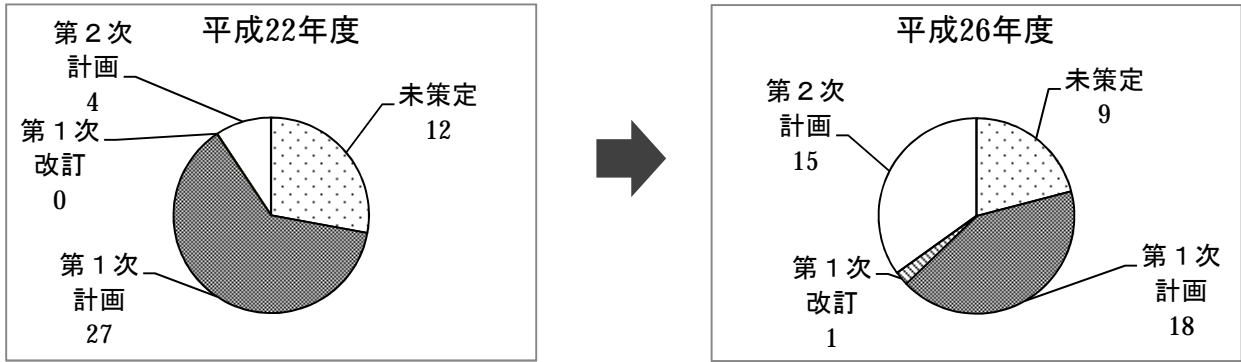 平成22年度
第２次
計画
4
未策定
12
第１次
改訂
0
第１次
計画
27
平成26年度
第２次
計画
15
未策定
9
第１次
改訂
1
第１次
計画
18